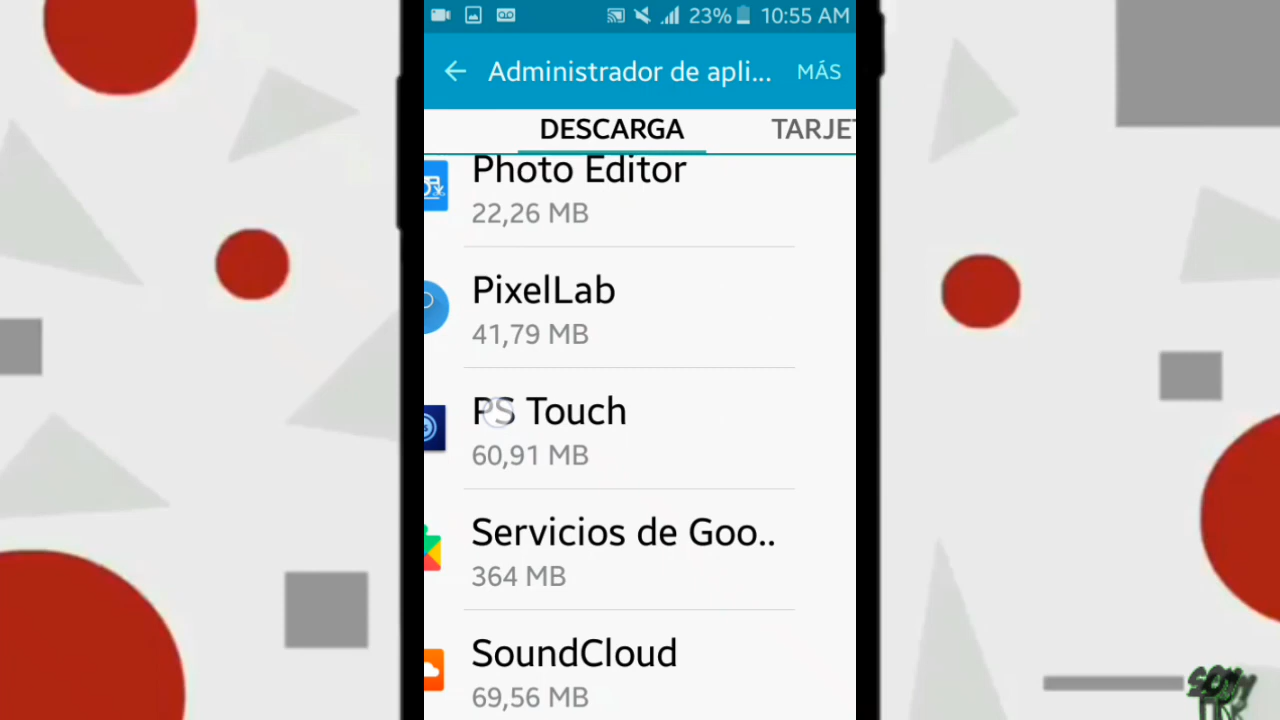 23% 10:55 AM
Administrador de apli... MÁS
DESCARGA TARJET
Photo Editor
22,26 MB
PixelLab
41,79 MB
PS Touch
60,91 MB
Servicios de Goo..
364 MB
SoundCloud
69,56 MB